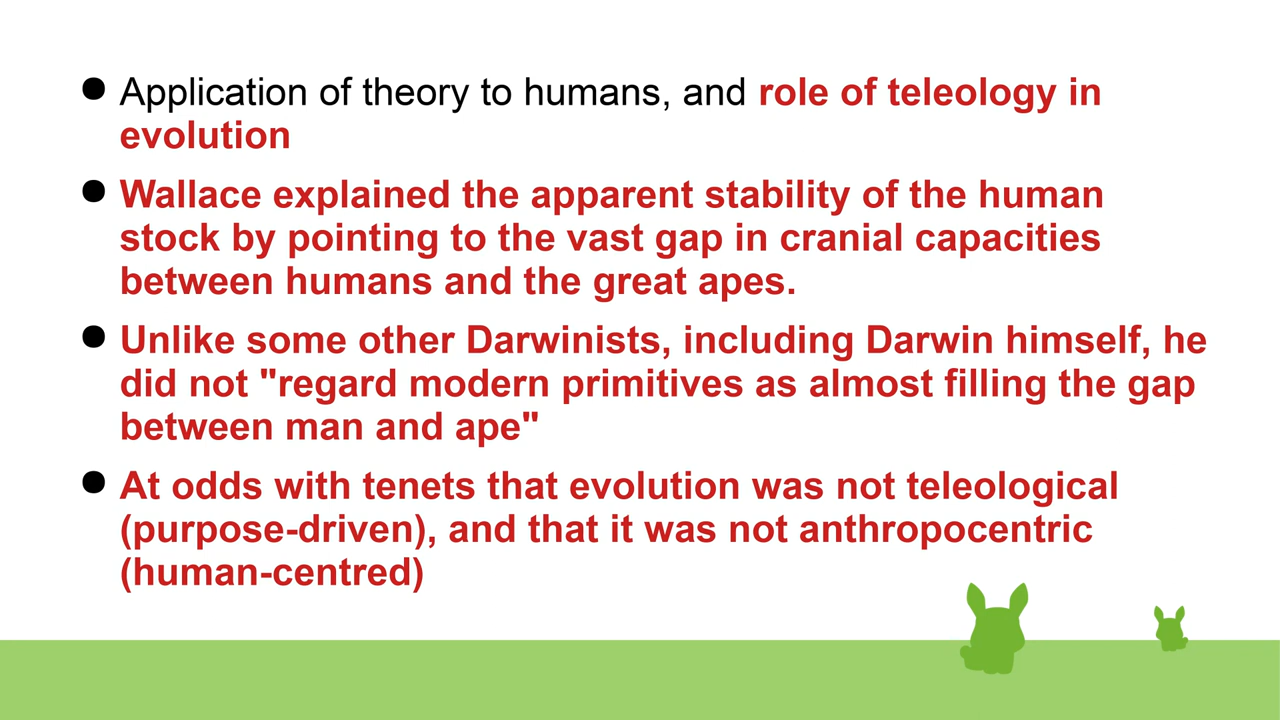 ● Application of theory to humans, and role of teleology in
evolution
● Wallace explained the apparent stability of the human
stock by pointing to the vast gap in cranial capacities
between humans and the great apes.
● Unlike some other Darwinists, including Darwin himself, he
did not "regard modern primitives as almost filling the gap
between man and ape"
● At odds with tenets that evolution was not teleological
(purpose-driven), and that it was not anthropocentric
(human-centred)